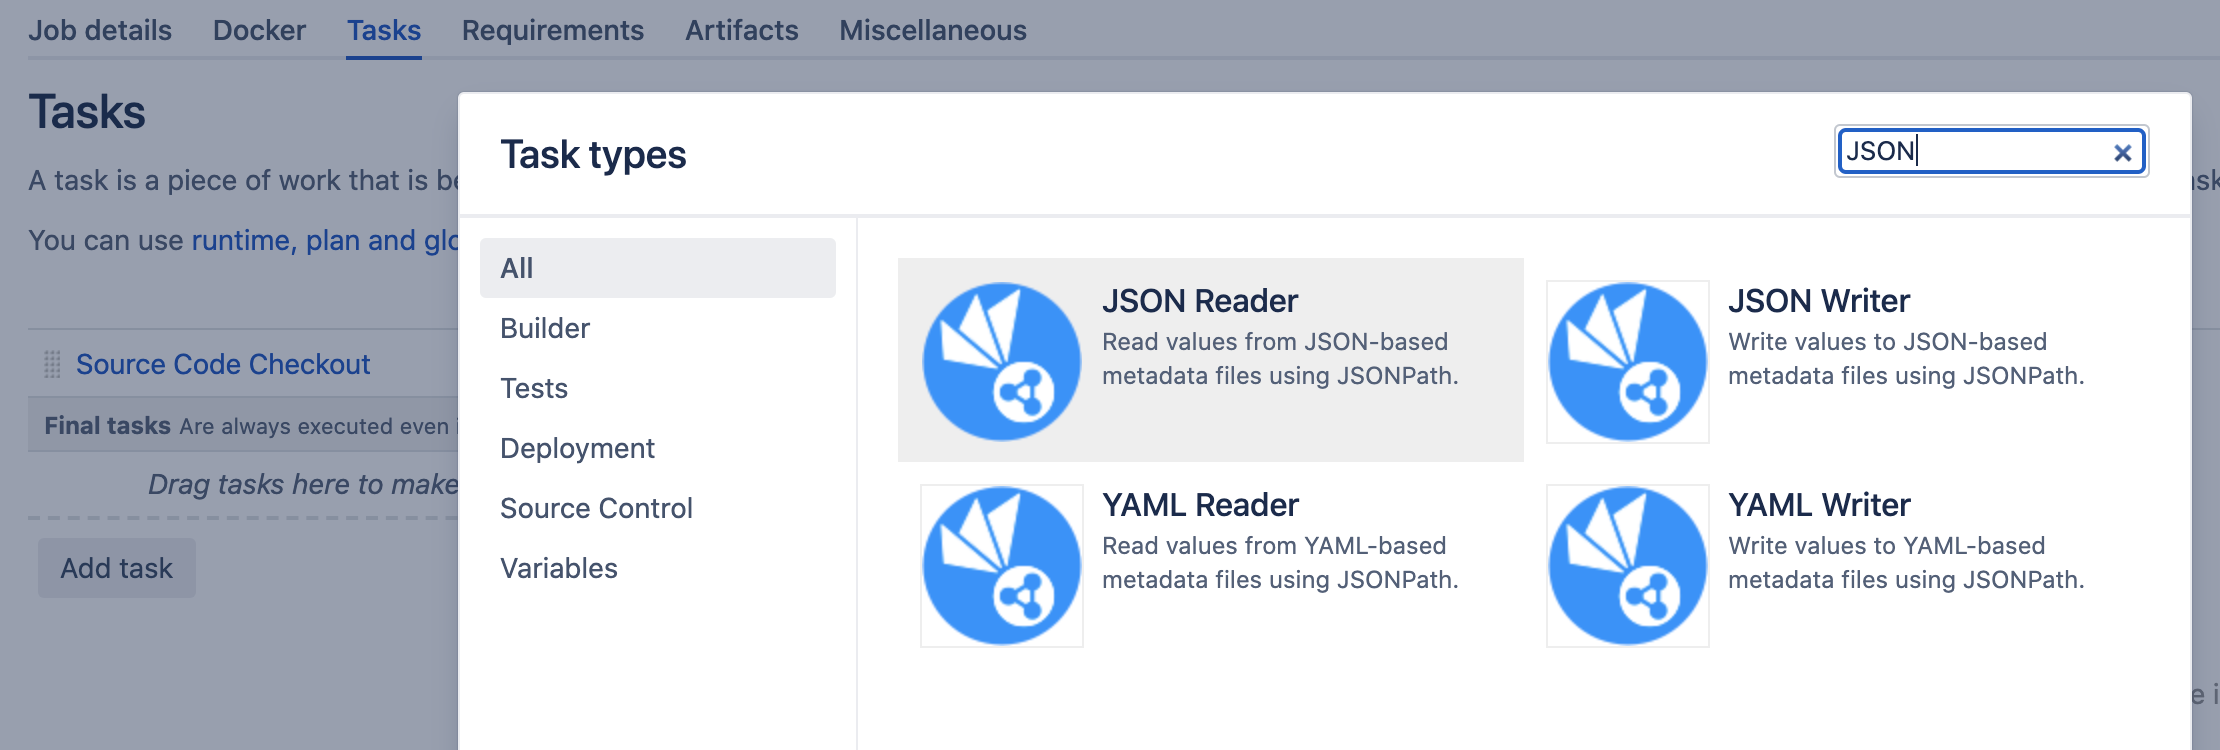 Job details Docker Tasks Requirements Artifacts Miscellaneous
Tasks
A task is a piece of work that is
You can use runtime, plan and
Source Code Checkout
Final tasks Are always executed even
Drag tasks here to make
Add task
Task types
JSON
All
Builder
Tests
Deployment
Source Control
Variables
JSON Reader
Read values from JSON-based
metadata files using JSONPath.
JSON Writer
Write values to JSON-based
metadata files using JSONPath.
YAML Reader
Read values from YAML-based
metadata files using JSONPath.
YAML Writer
Write values to YAML-based
metadata files using JSONPath.